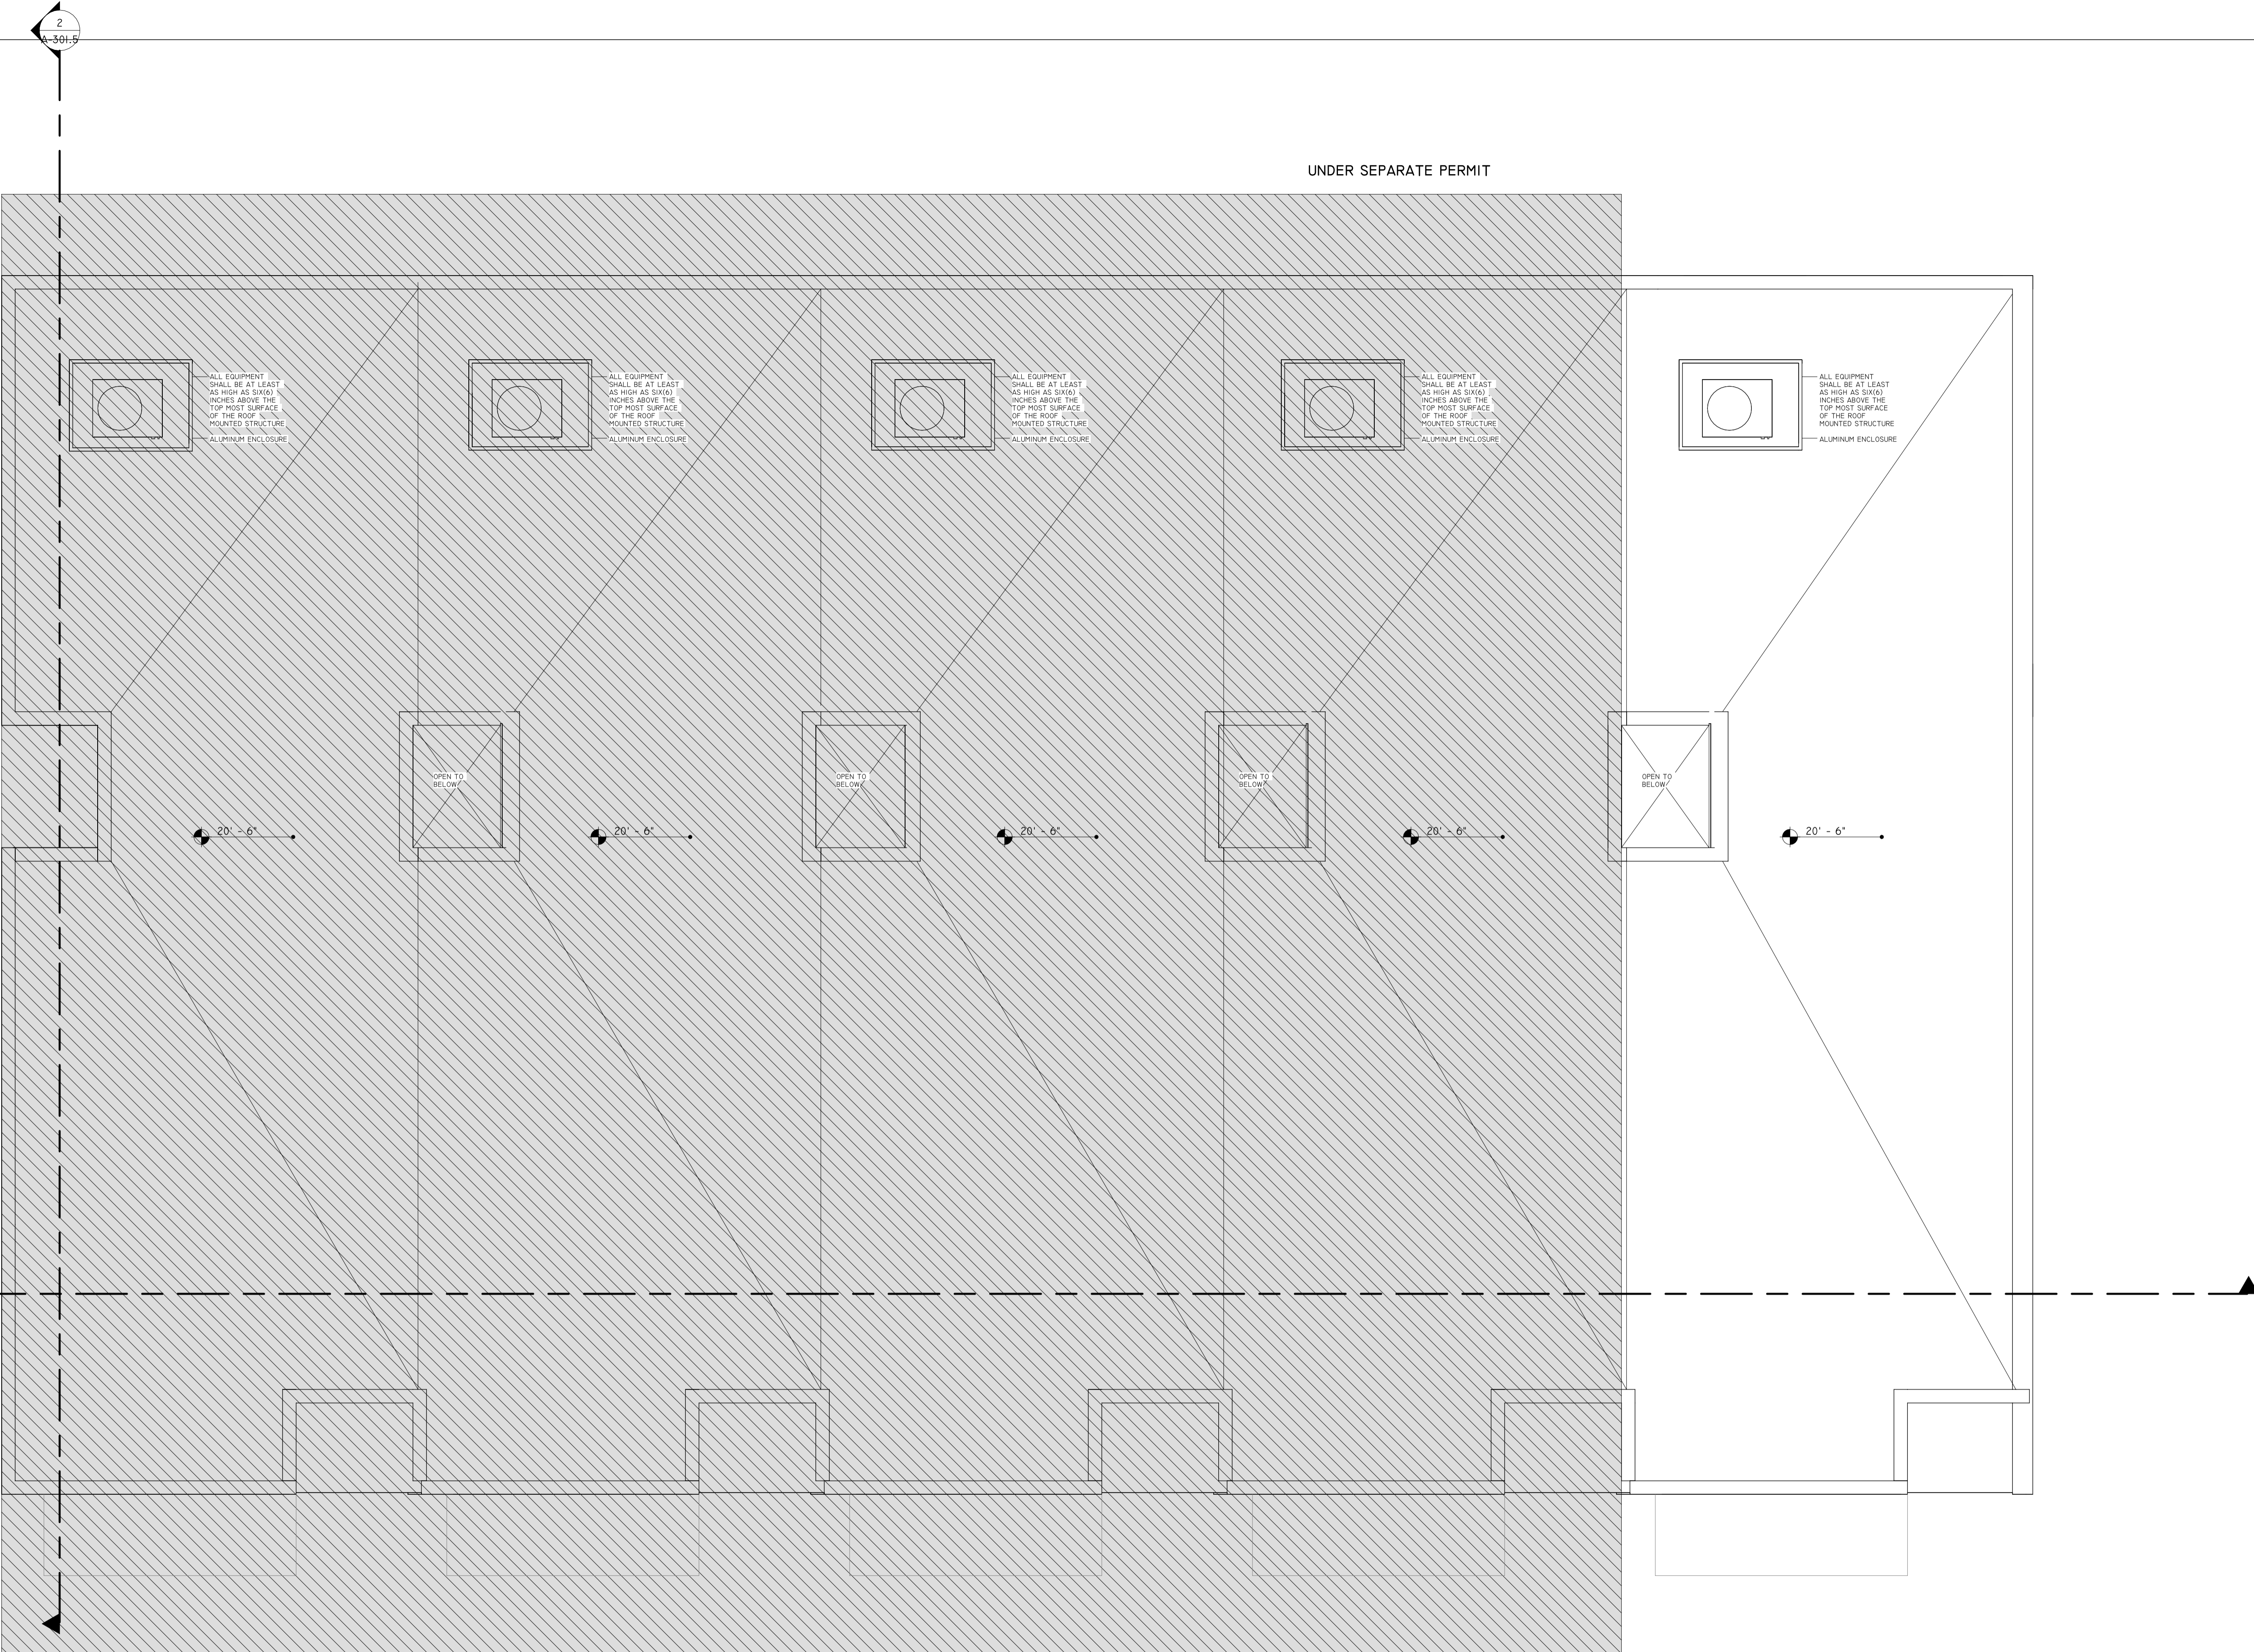 2
A-301.5
UNDER SEPARATE PERMIT
ALL EQUIPMENT
SHALL BE AT LEAST
AS HIGH AS SIX(6)
INCHES ABOVE THE
TOP MOST SURFACE
OF THE ROOF
MOUNTED STRUCTURE
ALUMINUM ENCLOSURE
ALL EQUIPMENT
SHALL BE AT LEAST
AS HIGH AS SIX(6)
INCHES ABOVE THE
TOP MOST SURFACE
OF THE ROOF
MOUNTED STRUCTURE
ALUMINUM ENCLOSURE
ALL EQUIPMENT
SHALL BE AT LEAST
AS HIGH AS SIX(6)
INCHES ABOVE THE
TOP MOST SURFACE
OF THE ROOF
MOUNTED STRUCTURE
ALUMINUM ENCLOSURE
ALL EQUIPMENT
SHALL BE AT LEAST
AS HIGH AS SIX(6)
INCHES ABOVE THE
TOP MOST SURFACE
OF THE ROOF
MOUNTED STRUCTURE
ALUMINUM ENCLOSURE
ALL EQUIPMENT
SHALL BE AT LEAST
AS HIGH AS SIX(6)
INCHES ABOVE THE
TOP MOST SURFACE
OF THE ROOF
MOUNTED STRUCTURE
ALUMINUM ENCLOSURE
OPEN TO
BELOW
OPEN TO
BELOW
OPEN TO
BELOW
OPEN TO
BELOW
20' - 6"
20' - 6"
20' - 6"
20' - 6"
20' - 6"